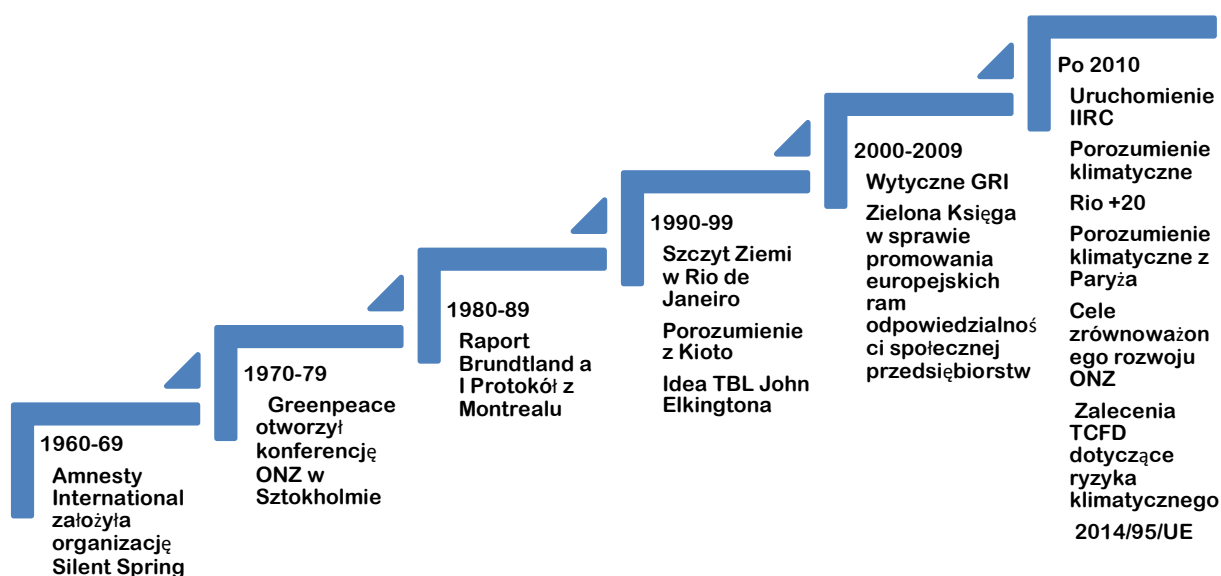 1960-69
Amnesty
International
założyła
organizację
Silent Spring
1970-79
Greenpeace
otworzył
konferencję
ONZ w
Sztokholmie
1980-89
Raport
Brundtland a
I Protokół z
Montrealu
1990-99
Szczyt Ziemi
w Rio de
Janeiro
Porozumienie
z Kioto
Idea TBL John
Elkingtona
2000-2009
Wytyczne GRI
Zielona Księga
w sprawie
promowania
europejskich
ram
odpowiedzialnoś
ci społecznej
przedsiębiorstw
Po 2010
Uruchomienie
IIRC
Porozumienie
klimatyczne
Rio +20
Porozumienie
klimatyczne z
Paryża
Cele
zrównoważon
ego rozwoju
ONZ
Zalecenia
TCFD
dotyczące
ryzyka
klimatycznego
2014/95/UE